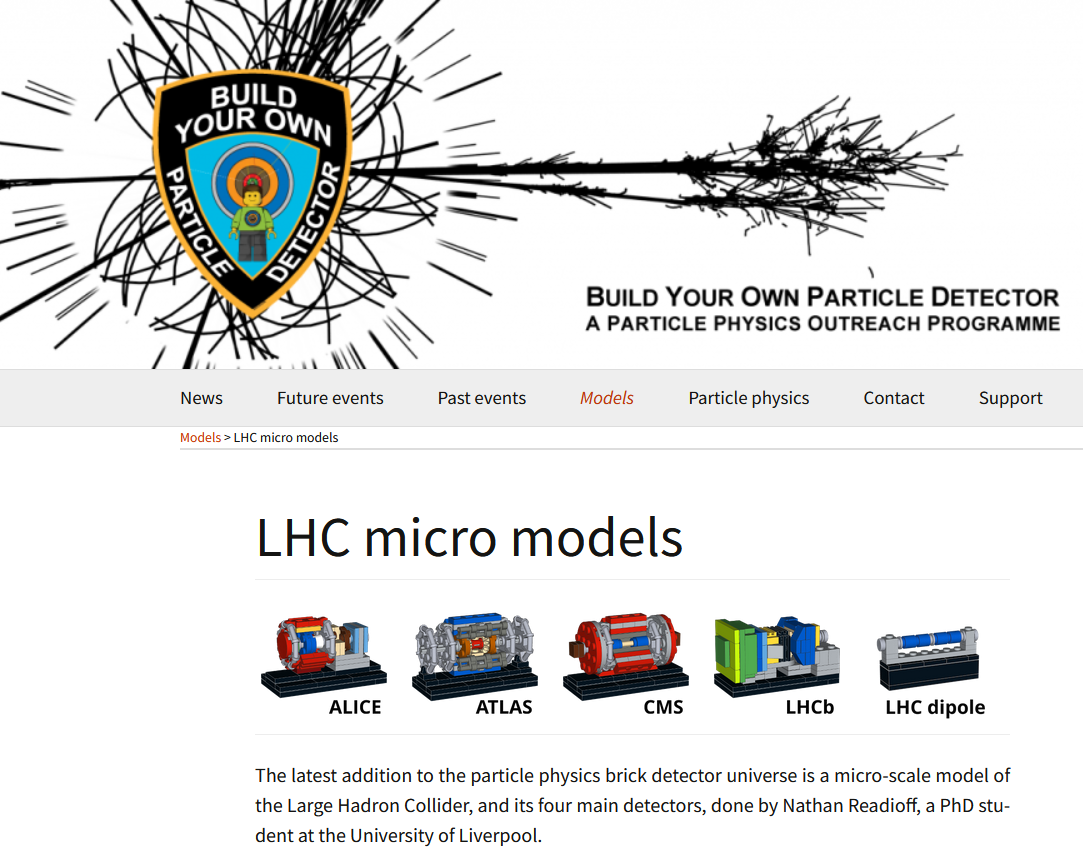 BUILD
YOUR OWN
PARTICLE
DETECTOR
BUILD YOUR OWN PARTICLE DETECTOR
A PARTICLE PHYSICS OUTREACH PROGRAMME
News Future events Past events Models Particle physics Contact Support
Models > LHC micro models
LHC micro models
ALICE ATLAS CMS LHCb LHC dipole
The latest addition to the particle physics brick detector universe is a micro-scale model of
the Large Hadron Collider, and its four main detectors, done by Nathan Readioff, a PhD stu-
dent at the University of Liverpool.